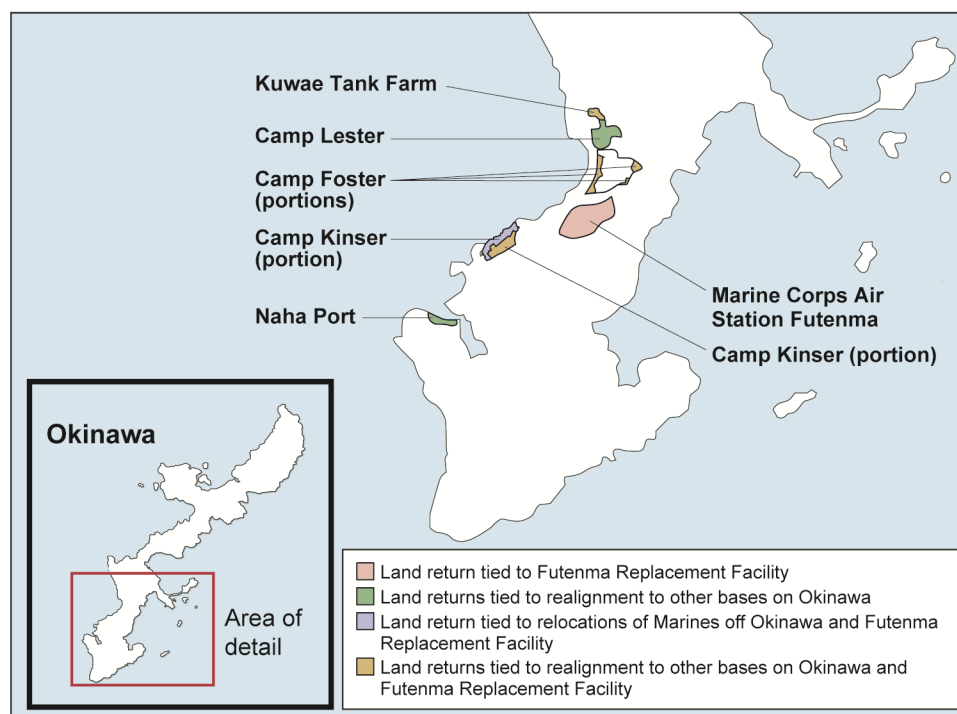 Kuwae Tank Farm
Camp Lester
Camp Foster
(portions)
Camp Kinser
(portion)
Naha Port
Marine Corps Air
Station Futenma
Camp Kinser (portion)
Okinawa
Area of
detail
Land return tied to Futenma Replacement Facility
Land returns tied to realignment to other bases on Okinawa
Land return tied to relocations of Marines off Okinawa and Futenma
Replacement Facility
Land returns tied to realignment to other bases on Okinawa and
Futenma Replacement Facility